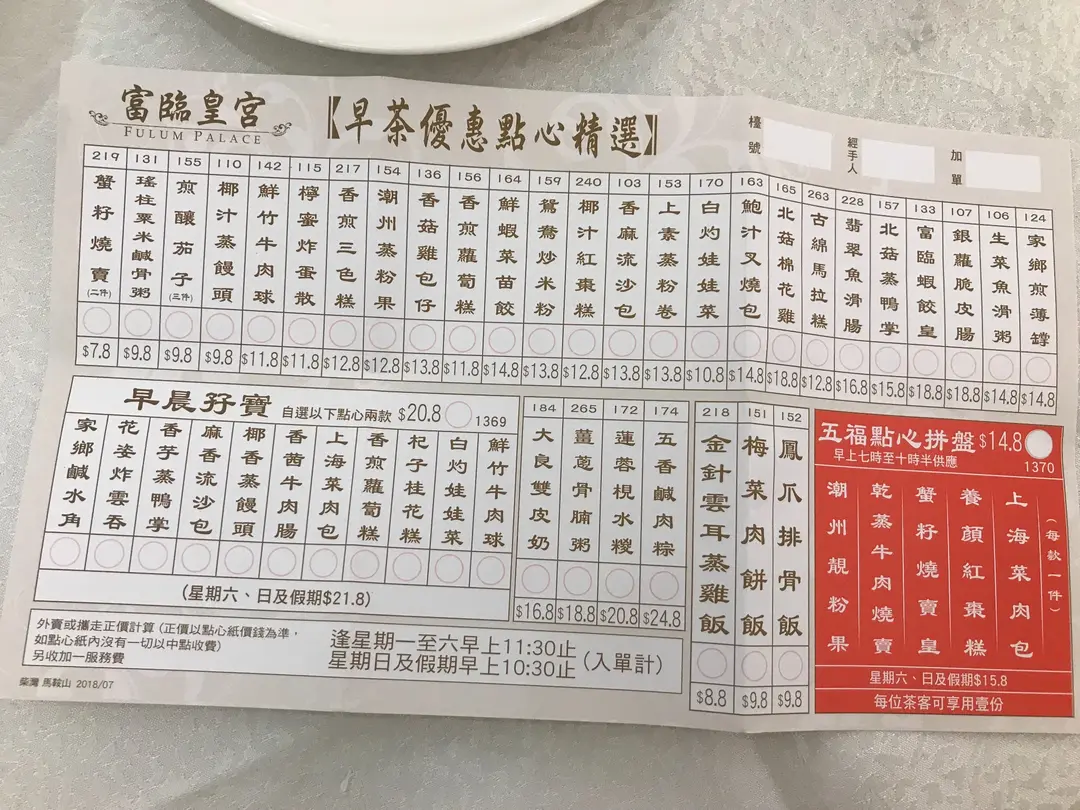 富臨皇宮
FULUM PALACE
【早茶優惠點心精選】
檯號
經手人
加單
219 蟹籽燒賣(二件) $7.8
131 瑤柱粟米鹹骨粥 $9.8
155 煎釀茄子(三件) $9.8
110 椰汁蒸饅頭 $9.8
142 鮮竹牛肉球 $11.8
115 檸蜜炸蛋散 $11.8
217 香煎三色糕 $12.8
154 潮州蒸粉果 $12.8
136 香菇雞包仔 $13.8
156 香煎蘿蔔糕 $11.8
164 鮮蝦菜苗餃 $14.8
159 鴛鴦炒米粉 $13.8
240 椰汁紅棗糕 $12.8
103 香麻流沙包 $13.8
153 上素蒸粉卷 $13.8
170 白灼娃娃菜 $10.8
163 鮑汁叉燒包 $14.8
165 北菇棉花雞 $18.8
263 古綿馬拉糕 $12.8
228 翡翠魚滑腸 $16.8
157 北菇蒸鴨掌 $15.8
133 富臨蝦餃皇 $18.8
107 銀蘿脆皮腸 $18.8
106 生菜魚滑粥 $14.8
124 家鄉煎薄罉 $14.8
早晨孖寶 自選以下點心兩款 $20.8 1369
家鄉鹹水角
花姿炸雲吞
香芋蒸鴨掌
麻香流沙包
椰香蒸饅頭
香茜牛肉腸
上海菜肉包
香煎蘿蔔糕
杞子桂花糕
白灼娃娃菜
鮮竹牛肉球
(星期六、日及假期$21.8)
184 大良雙皮奶 $16.8
265 薑蔥骨腩粥 $18.8
172 蓮蓉梘水糉 $20.8
174 五香鹹肉粽 $24.8
218 金針雲耳蒸雞飯 $8.8
151 梅菜肉餅飯 $9.8
152 鳳爪排骨飯 $9.8
五福點心拼盤 $14.8
早上七時至十時半供應 1370
潮州靚粉果
乾蒸牛肉燒賣
蟹籽燒賣皇
養顏紅棗糕
上海菜肉包
(每款一件)
星期六、日及假期$15.8
每位茶客可享用壹份
外賣或攜走正價計算(正價以點心紙價錢為準，
如點心紙內沒有一切以中點收費)
另收加一服務費
逢星期一至六早上11:30止
星期日及假期早上10:30止
(入單計)
柴灣 馬鞍山 2018/07